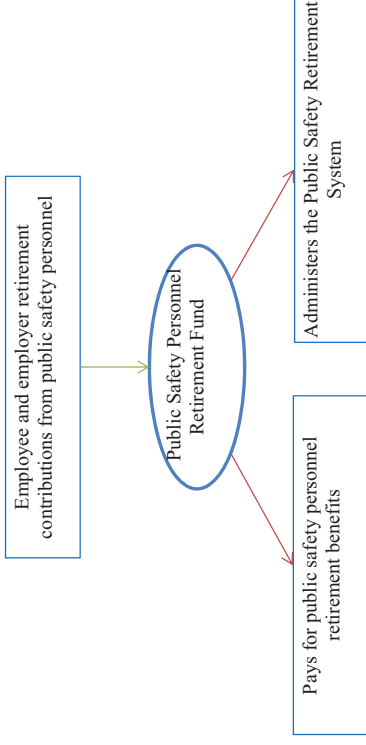 Employee and employer retirement
contributions from public safety personnel
Public Safety Personnel
Retirement Fund
Pays for public safety personnel
retirement benefits
Administers the Public Safety Retirement
System